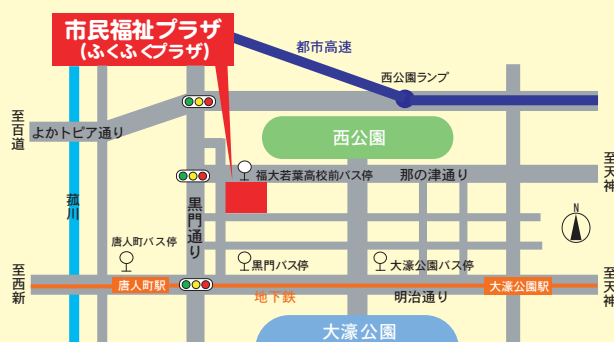 市民福祉プラザ
(ふくふくプラザ)
都市高速
西公園ランプ
至百道
よかトピア通り
西公園
至天神
福大若葉高校前バス停
那の津通り
菰川
黒門通り
N
唐人町バス停
黒門バス停
大濠公園バス停
至西新
唐人町駅
地下鉄
明治通り
大濠公園駅
至天神
大濠公園